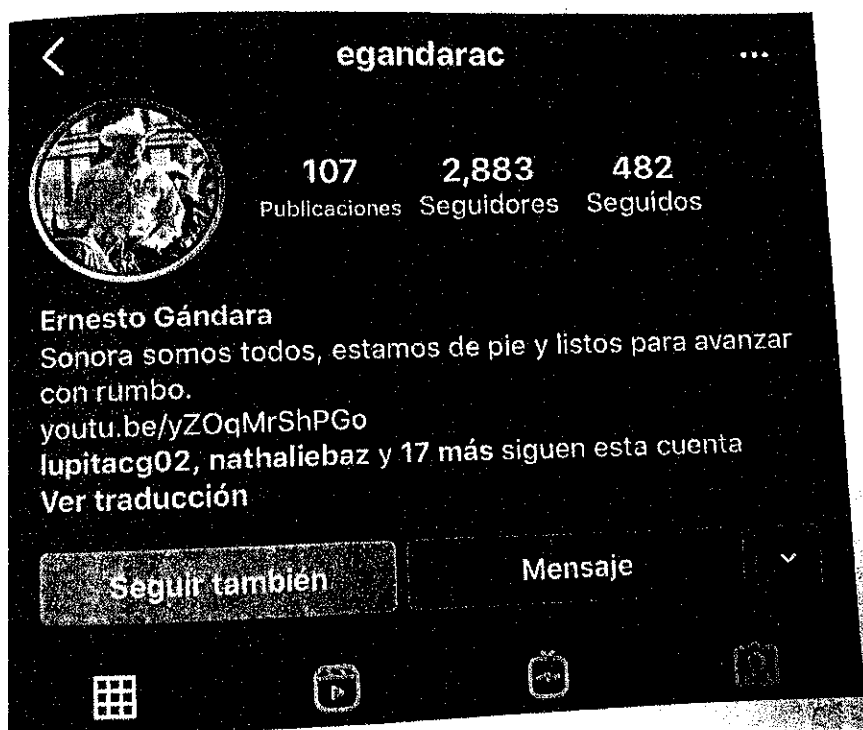 egandarac
107 2,883 482
Publicaciones Seguidores Seguidos
Ernesto Gándara
Sonora somos todos, estamos de pie y listos para avanzar
con rumbo.
youtu.be/yZOqMrShPGo
lupitacg02, nathaliebaz y 17 más siguen esta cuenta
Ver traducción
Seguir también Mensaje